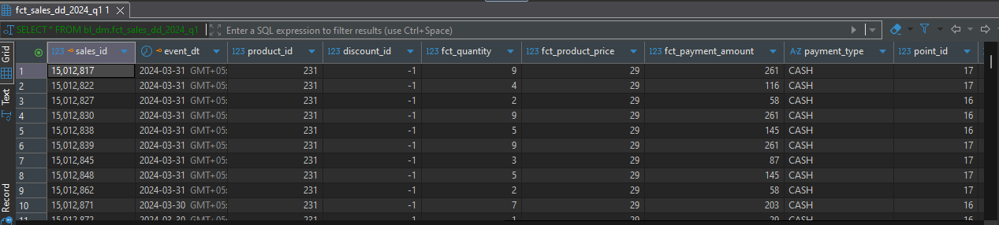 fct_sales_dd_2024_q1 1
SELECT * FROM bl_dm.fct_sales_dd_2024_q1 Enter a SQL expression to filter results (use Ctrl+Space)
Grid
Text
Record
123 sales_id event_dt 123 product_id 123 discount_id 123 fct_quantity 123 fct_product_price 123 fct_payment_amount A-Z payment_type 123 point_id
1 15,012,817 2024-03-31 GMT+05: 231 -1 9 29 261 CASH 17
2 15,012,822 2024-03-31 GMT+05: 231 -1 4 29 116 CASH 17
3 15,012,827 2024-03-31 GMT+05: 231 -1 2 29 58 CASH 16
4 15,012,830 2024-03-31 GMT+05: 231 -1 9 29 261 CASH 16
5 15,012,838 2024-03-31 GMT+05: 231 -1 5 29 145 CASH 16
6 15,012,839 2024-03-31 GMT+05: 231 -1 9 29 261 CASH 17
7 15,012,845 2024-03-31 GMT+05: 231 -1 3 29 87 CASH 17
8 15,012,848 2024-03-31 GMT+05: 231 -1 5 29 145 CASH 17
9 15,012,862 2024-03-31 GMT+05: 231 -1 2 29 58 CASH 17
10 15,012,871 2024-03-30 GMT+05: 231 -1 7 29 203 CASH 16
11 15,012,872 2024-03-30 GMT+05: 231 -1 1 29 29 CASH 16